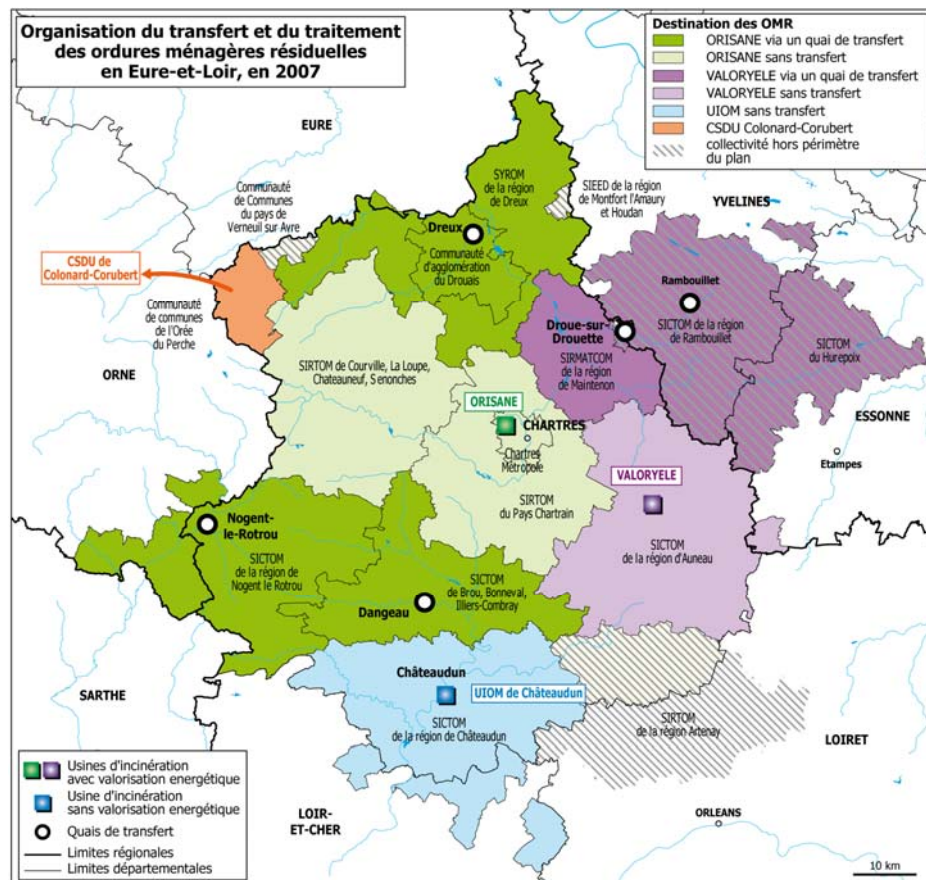 Organisation du transfert et du traitement
des ordures ménagères résiduelles
en Eure-et-Loir, en 2007
Destination des OMR
ORISANE via un quai de transfert
ORISANE sans transfert
VALORYELE via un quai de transfert
VALORYELE sans transfert
UIOM sans transfert
CSDU Colonard-Corubert
collectivité hors périmètre
du plan
EURE
SYROM
de la région
de Dreux
SIEED de la région
de Montfort l'Amaury
et Houdan
YVELINES
Communauté
de Communes
du pays de
Verneuil sur Avre
Dreux
Communauté
d'agglomération
du Drouais
CSDU de
Colonard-Corubert
Communauté
de communes
de l'Orée
du Perche
Rambouillet
SICTOM de la région
de Rambouillet
SICTOM
du Hurepoix
Droue-sur-
Drouette
SIRMATCOM
de la région
de Maintenon
ORNE
SIRTOM de Courville, La Loupe,
Chateauneuf, Senonches
ORISANE
CHARTRES
Chartres
Métropole
ESSONNE
Etampes
VALORYELE
SIRTOM
du Pays Chartrain
Nogent-
le-Rotrou
SICTOM
de la région de
Nogent le Rotrou
SICTOM
de la région d'Auneau
SICTOM
de Brou, Bonneval,
Illiers-Combray
Dangeau
SARTHE
Châteaudun
UIOM de Châteaudun
SICTOM
de la région de Châteaudun
SIRTOM
de la région Artenay
LOIRET
LOIR-
ET-CHER
ORLEANS
Usines d'incinération
avec valorisation energétique
Usine d'incinération
sans valorisation energétique
Quais de transfert
Limites régionales
Limites départementales
10 km